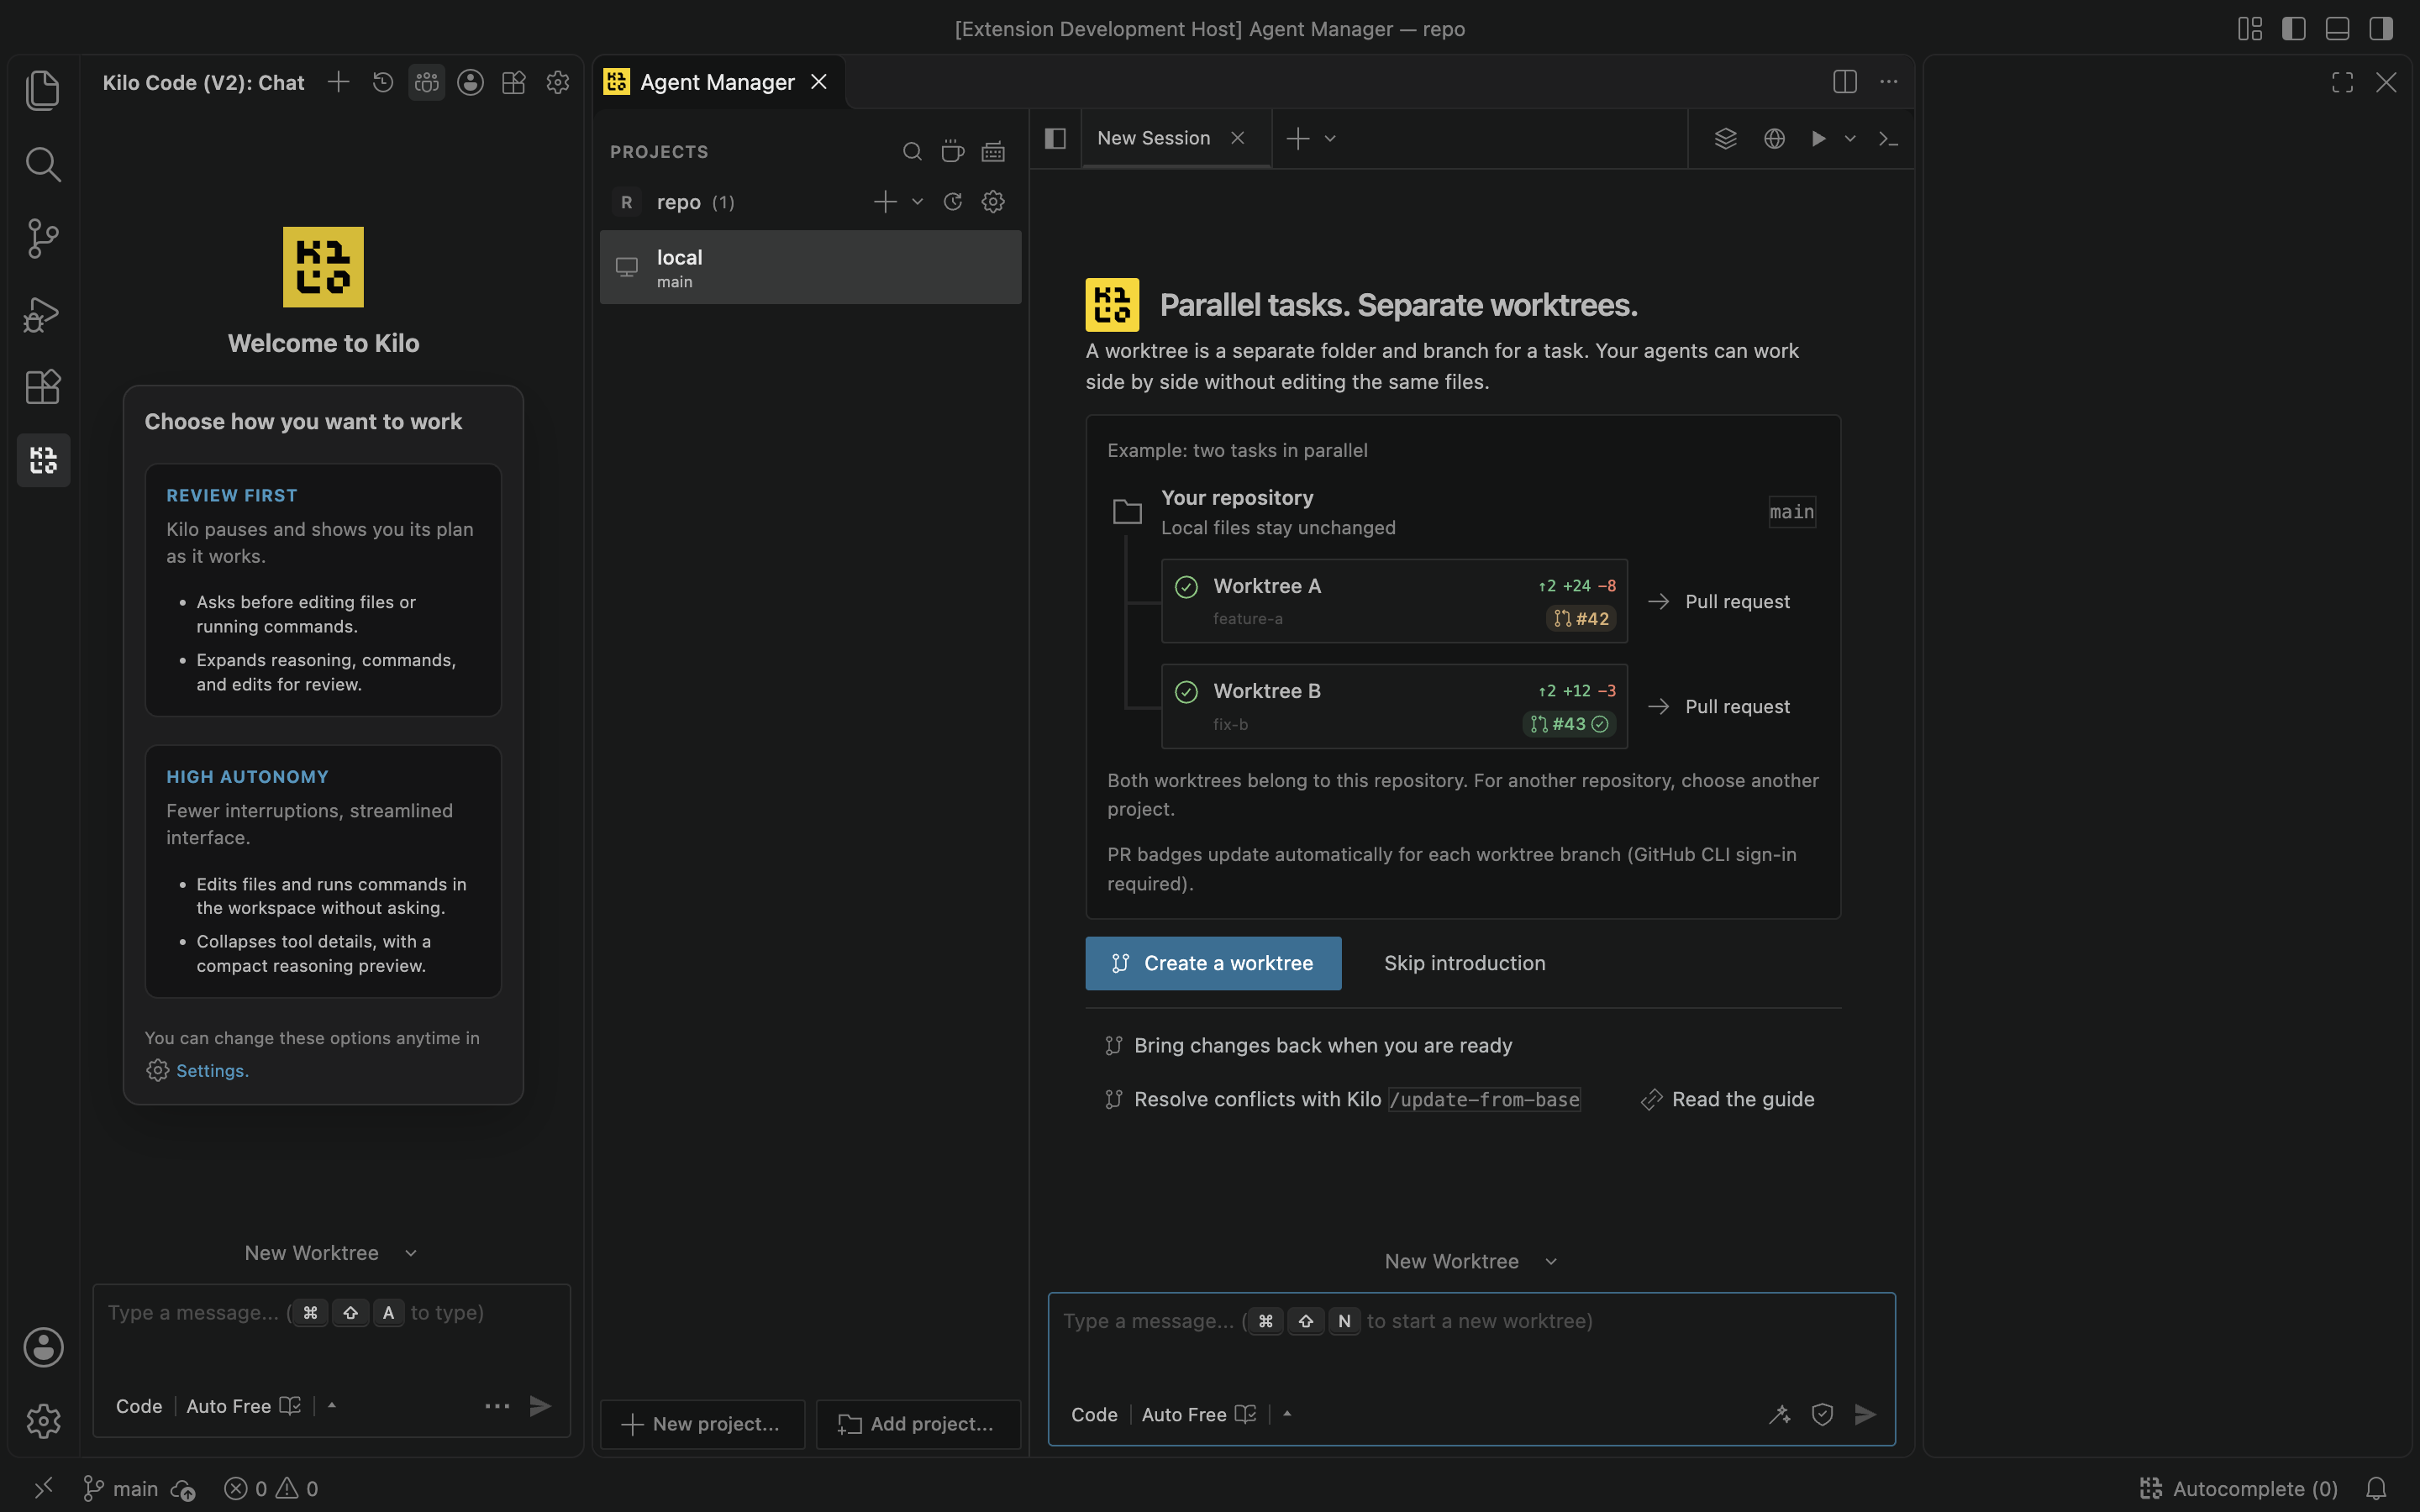 [Extension Development Host] Agent Manager — repo
Kilo Code (V2): Chat
Welcome to Kilo
Choose how you want to work
REVIEW FIRST
Kilo pauses and shows you its plan
as it works.
• Asks before editing files or
running commands.
• Expands reasoning, commands,
and edits for review.
HIGH AUTONOMY
Fewer interruptions, streamlined
interface.
• Edits files and runs commands in
the workspace without asking.
• Collapses tool details, with a
compact reasoning preview.
You can change these options anytime in
Settings.
New Worktree
Type a message... (⌘ ⇧ A to type)
Code Auto Free
Agent Manager
PROJECTS
R repo (1)
local
main
New project...
Add project...
New Session
Parallel tasks. Separate worktrees.
A worktree is a separate folder and branch for a task. Your agents can work
side by side without editing the same files.
Example: two tasks in parallel
Your repository
main
Local files stay unchanged
Worktree A ↑2 +24 −8
feature-a #42
Pull request
Worktree B ↑2 +12 −3
fix-b #43
Pull request
Both worktrees belong to this repository. For another repository, choose another
project.
PR badges update automatically for each worktree branch (GitHub CLI sign-in
required).
Create a worktree
Skip introduction
Bring changes back when you are ready
Resolve conflicts with Kilo /update-from-base
Read the guide
New Worktree
Type a message... (⌘ ⇧ N to start a new worktree)
Code Auto Free
main
0 0
Autocomplete (0)